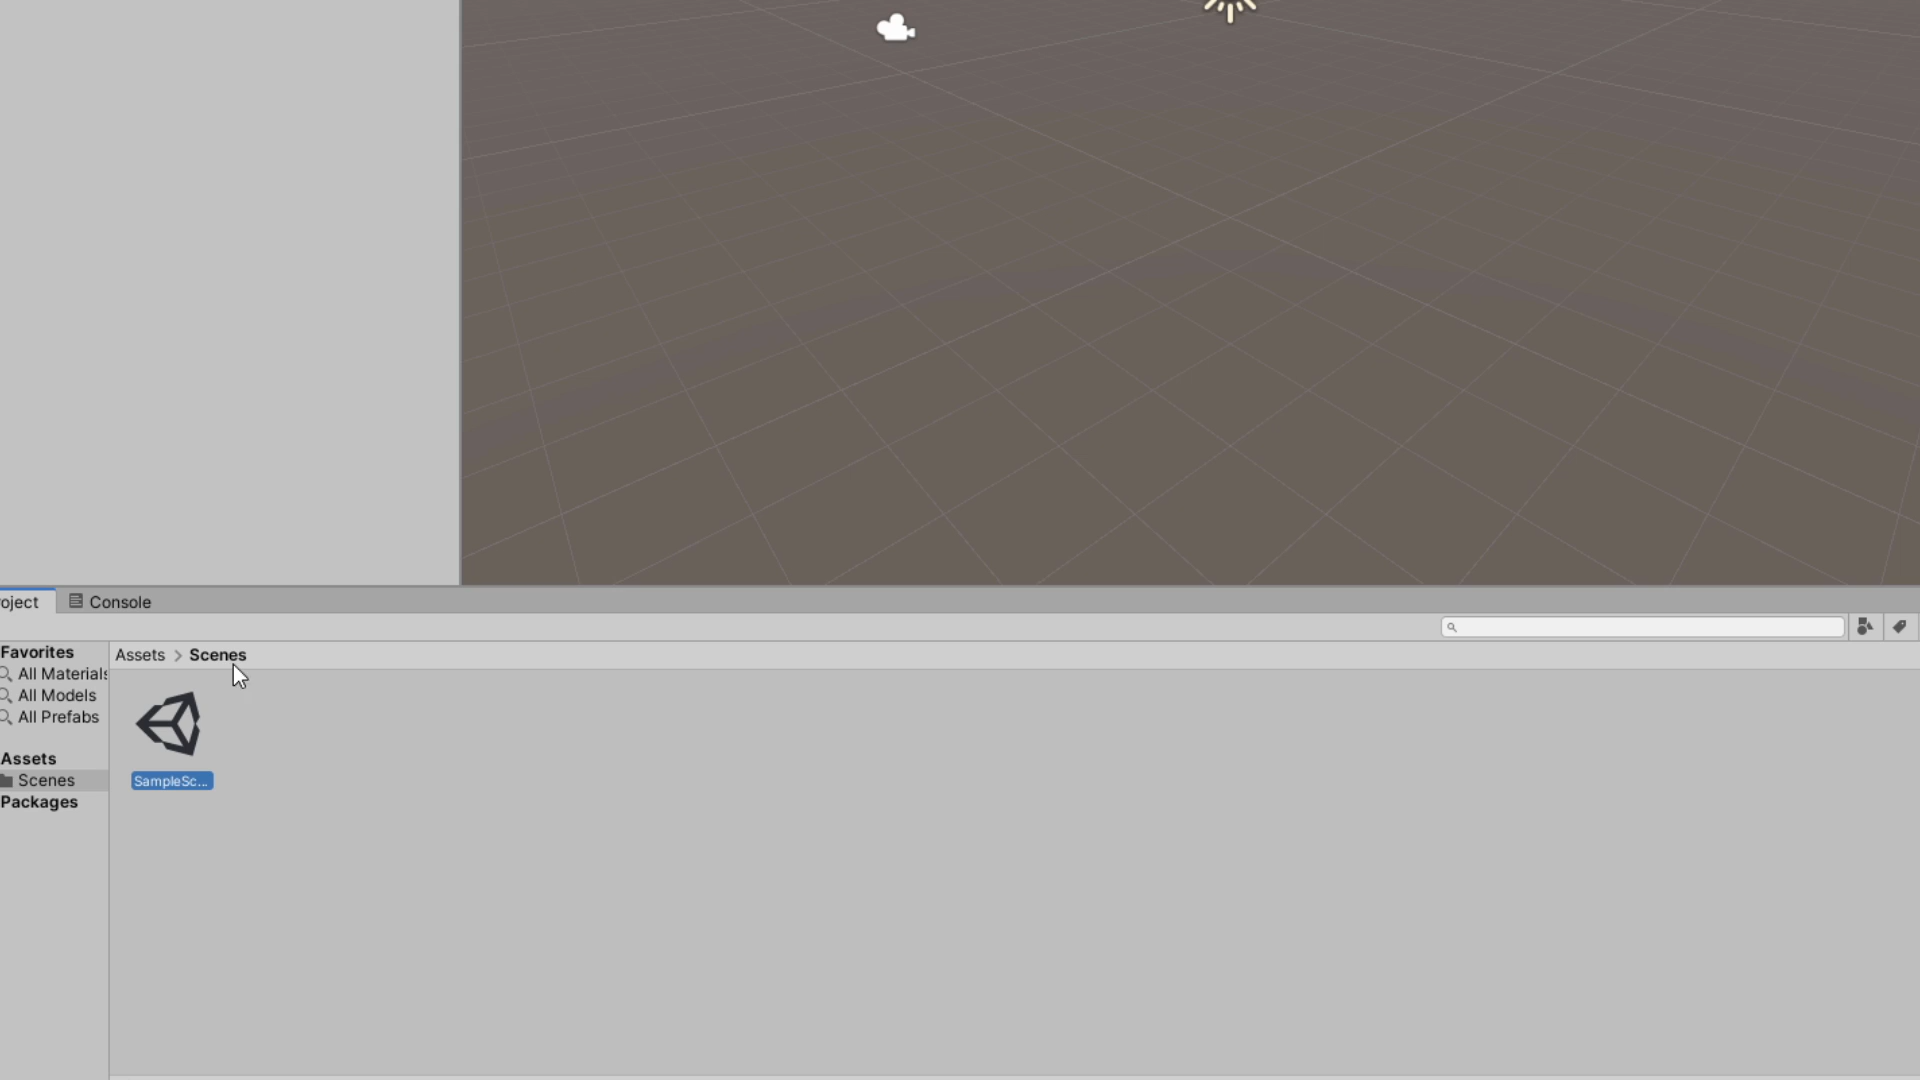 oject
Console
Favorites
Assets > Scenes
All Materials
All Models
All Prefabs
Assets
Scenes
Packages
SampleSc...